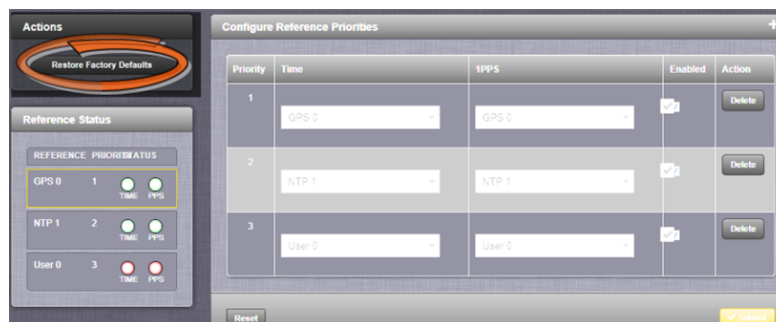 Actions
Restore Factory Defaults
Reference Status
REFERENCE PRIORITY STATUS
GPS 0 1
TIME PPS
NTP 1 2
TIME PPS
User 0 3
TIME PPS
Configure Reference Priorities
Priority Time 1PPS Enabled Action
1 GPS 0 GPS 0 Delete
2 NTP 1 NTP 1 Delete
3 User 0 User 0 Delete
Reset Submit